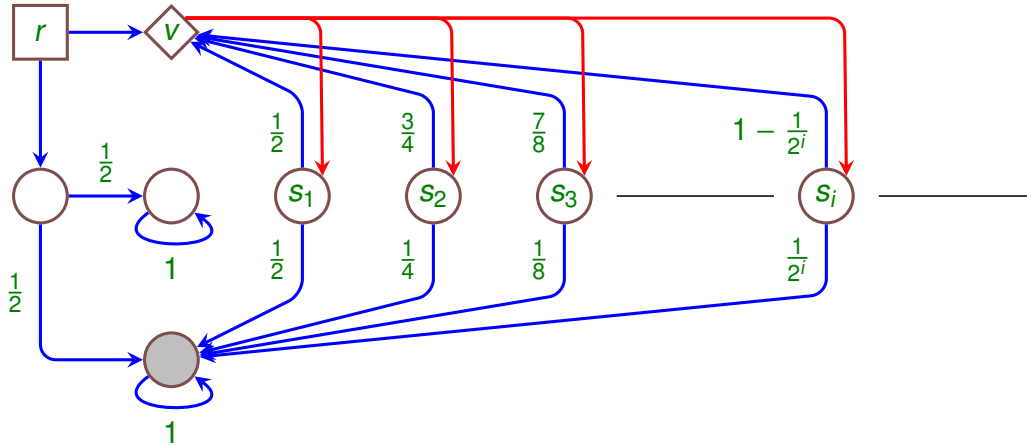 r v
1/2 3/4 7/8 1 − 1/2^i
1/2
s₁ s₂ s₃ s_i
1
1/2 1/4 1/8 1/2^i
1/2
1